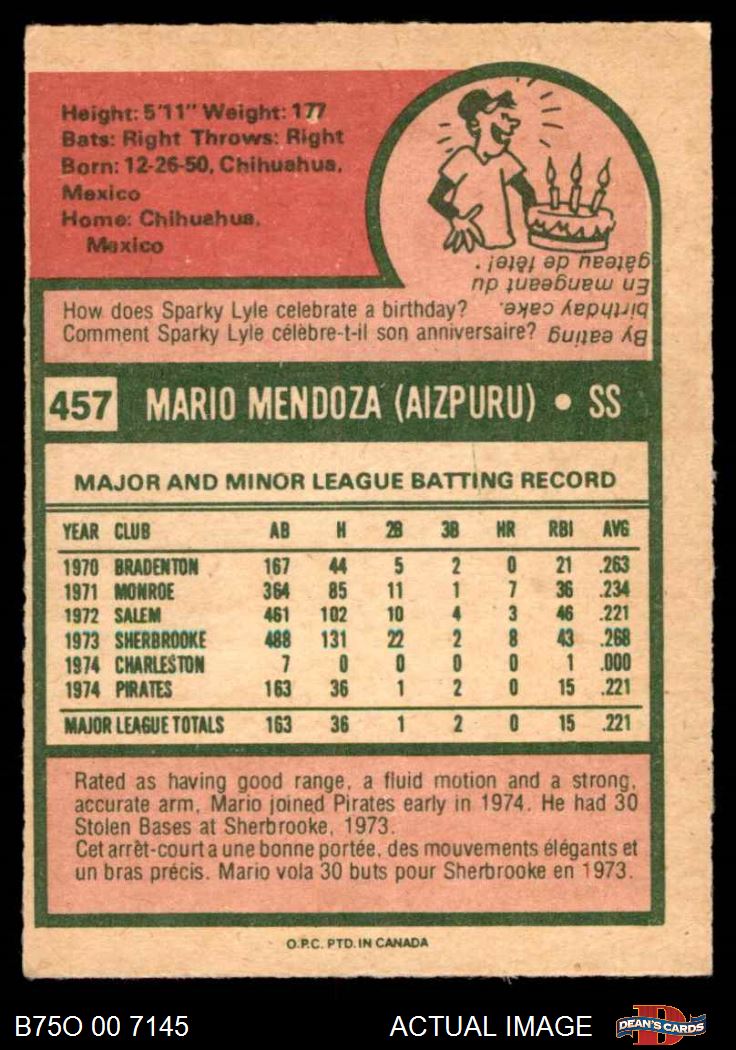 Height: 5'11" Weight: 177
Bats: Right Throws: Right
Born: 12-26-50, Chihuahua,
Mexico
Home: Chihuahua,
Mexico
How does Sparky Lyle celebrate a birthday?
Comment Sparky Lyle célèbre-t-il son anniversaire?
By eating
birthday cake.
En mangeant du
gâteau de fête!.
457 MARIO MENDOZA (AIZPURU) • SS
MAJOR AND MINOR LEAGUE BATTING RECORD
YEAR CLUB AB H 2B 3B HR RBI AVG
1970 BRADENTON 167 44 5 2 0 21 .263
1971 MONROE 364 85 11 1 7 36 .234
1972 SALEM 461 102 10 4 3 46 .221
1973 SHERBROOKE 488 131 22 2 8 43 .268
1974 CHARLESTON 7 0 0 0 0 1 .000
1974 PIRATES 163 36 1 2 0 15 .221
MAJOR LEAGUE TOTALS 163 36 1 2 0 15 .221
Rated as having good range, a fluid motion and a strong,
accurate arm, Mario joined Pirates early in 1974. He had 30
Stolen Bases at Sherbrooke, 1973.
Cet arrêt-court a une bonne portée, des mouvements élégants et
un bras précis. Mario vola 30 buts pour Sherbrooke en 1973.
O.P.C. PTD. IN CANADA
B75O 00 7145 ACTUAL IMAGE
D
DEAN'S CARDS